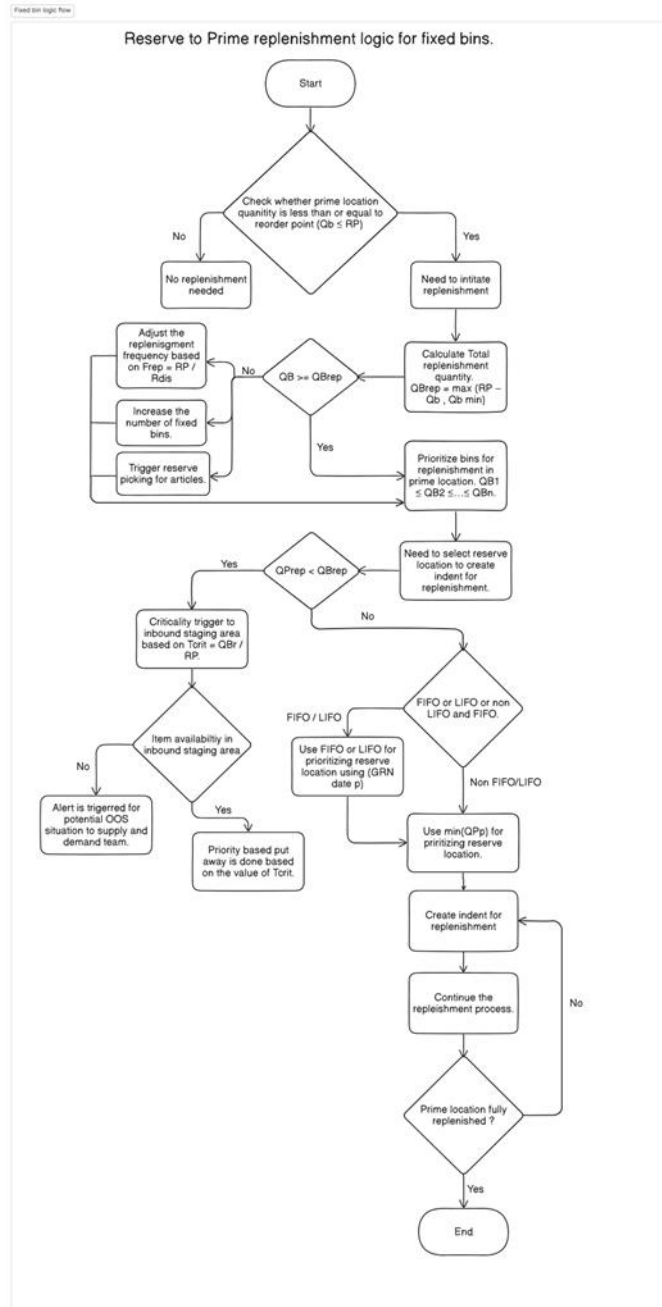 Fixed bin logic flow
Reserve to Prime replenishment logic for fixed bins.
Start
Check whether prime location
quanitity is less than or equal to
reorder point (Qb ≤ RP)
No
Yes
No replenishment
needed
Need to intitate
replenishment
Adjust the
replenisgment
frequency based
on Frep = RP /
Rdis
No
QB >= QBrep
Calculate Total
replenishment
quantity.
QBrep = max (RP –
Qb , Qb min)
Increase the
number of fixed
bins.
Yes
Trigger reserve
picking for articles.
Prioritize bins for
replenishment in
prime location. QB1
≤ QB2 ≤...≤ QBn.
Yes
QPrep < QBrep
Need to select reserve
location to create
indent for
replenishment.
No
Criticality trigger to
inbound staging area
based on Tcrit = QBr /
RP.
FIFO or LIFO or non
LIFO and FIFO.
FIFO / LIFO
Item availabiltiy in
inbound staging area
Use FIFO or LIFO for
prioritizing reserve
location using (GRN
date p)
No
Non FIFO/LIFO
Alert is trigerred for
potential OOS
situation to supply and
demand team.
Yes
Priority based put
away is done based
on the value of Tcrit.
Use min(QPp) for
priritizing reserve
location.
Create indent for
replenishment
Continue the
repleishment process.
No
Prime location fully
replenished ?
Yes
End